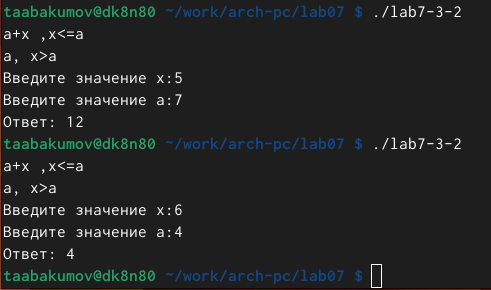 taabakumov@dk8n80 ~/work/arch-pc/lab07 $ ./lab7-3-2
a+x ,x<=a
a, x>a
Введите значение x:5
Введите значение a:7
Ответ: 12
taabakumov@dk8n80 ~/work/arch-pc/lab07 $ ./lab7-3-2
a+x ,x<=a
a, x>a
Введите значение x:6
Введите значение a:4
Ответ: 4
taabakumov@dk8n80 ~/work/arch-pc/lab07 $